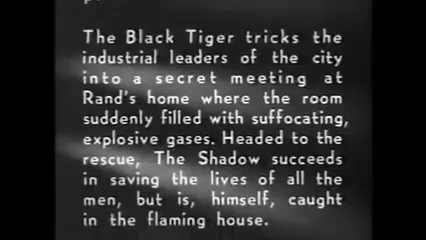 The Black Tiger tricks the
industrial leaders of the city
into a secret meeting at
Rand's home where the room
suddenly filled with suffocating,
explosive gases. Headed to the
rescue, The Shadow succeeds
in saving the lives of all the
men, but is, himself, caught
in the flaming house.